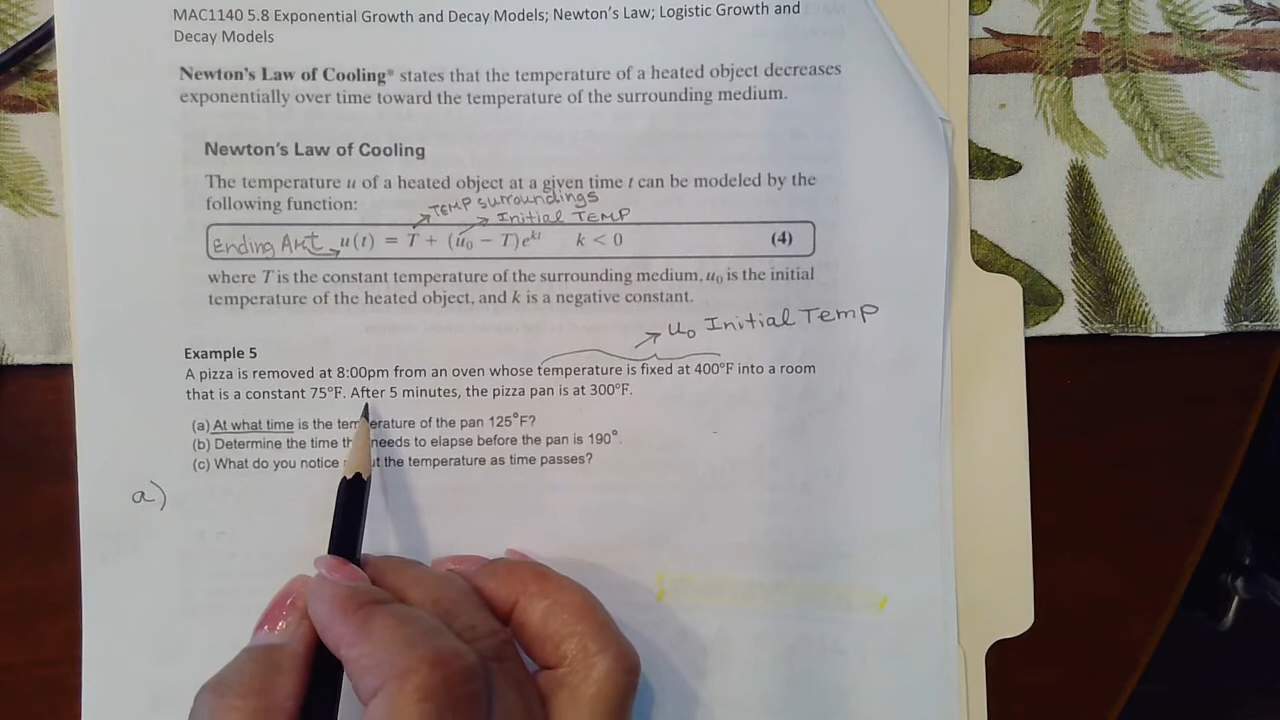 MAC1140 5.8 Exponential Growth and Decay Models; Newton's Law; Logistic Growth and
Decay Models
Newton's Law of Cooling* states that the temperature of a heated object decreases
exponentially over time toward the temperature of the surrounding medium.
Newton's Law of Cooling
The temperature u of a heated object at a given time t can be modeled by the
following function:
TEMP surroundings
Initial TEMP
Ending Amt u(t) = T + (u₀ − T)eᵏᵗ k < 0 (4)
where T is the constant temperature of the surrounding medium, u₀ is the initial
temperature of the heated object, and k is a negative constant.
u₀ Initial Temp
Example 5
A pizza is removed at 8:00pm from an oven whose temperature is fixed at 400°F into a room
that is a constant 75°F. After 5 minutes, the pizza pan is at 300°F.
(a) At what time is the temperature of the pan 125°F?
(b) Determine the time that needs to elapse before the pan is 190°.
(c) What do you notice about the temperature as time passes?
a)